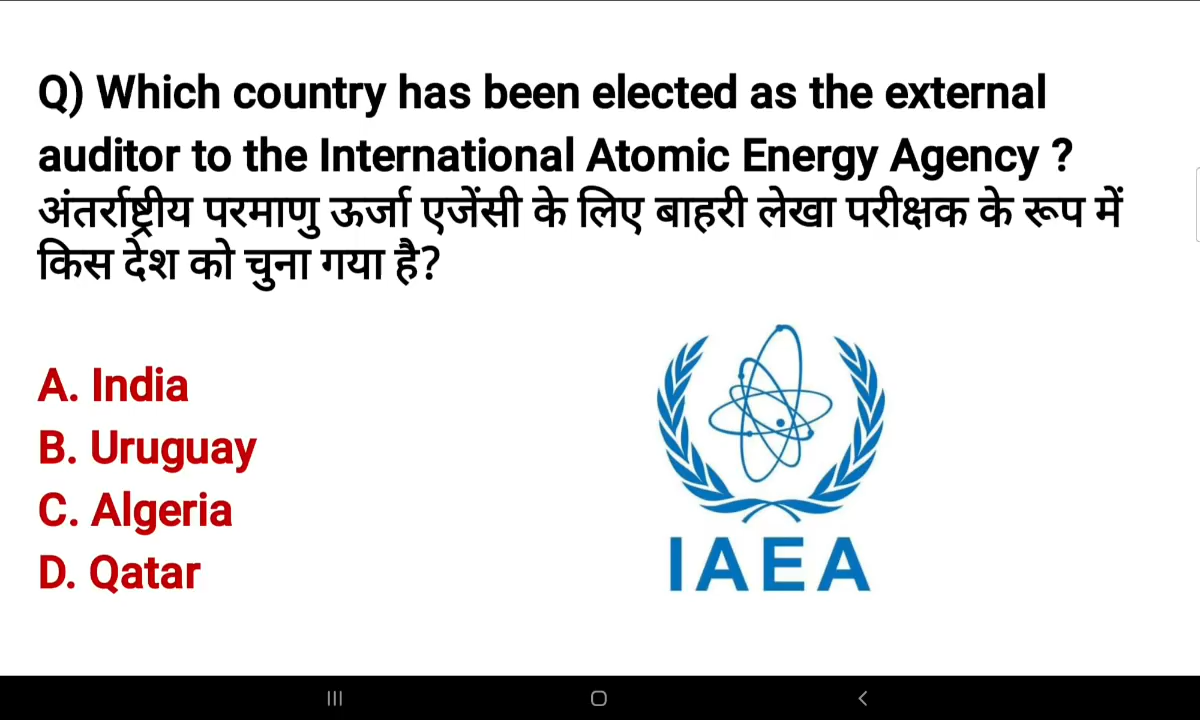 Q) Which country has been elected as the external
auditor to the International Atomic Energy Agency ?
अंतर्राष्ट्रीय परमाणु ऊर्जा एजेंसी के लिए बाहरी लेखा परीक्षक के रूप में
किस देश को चुना गया है?
A. India
B. Uruguay
C. Algeria
D. Qatar
IAEA